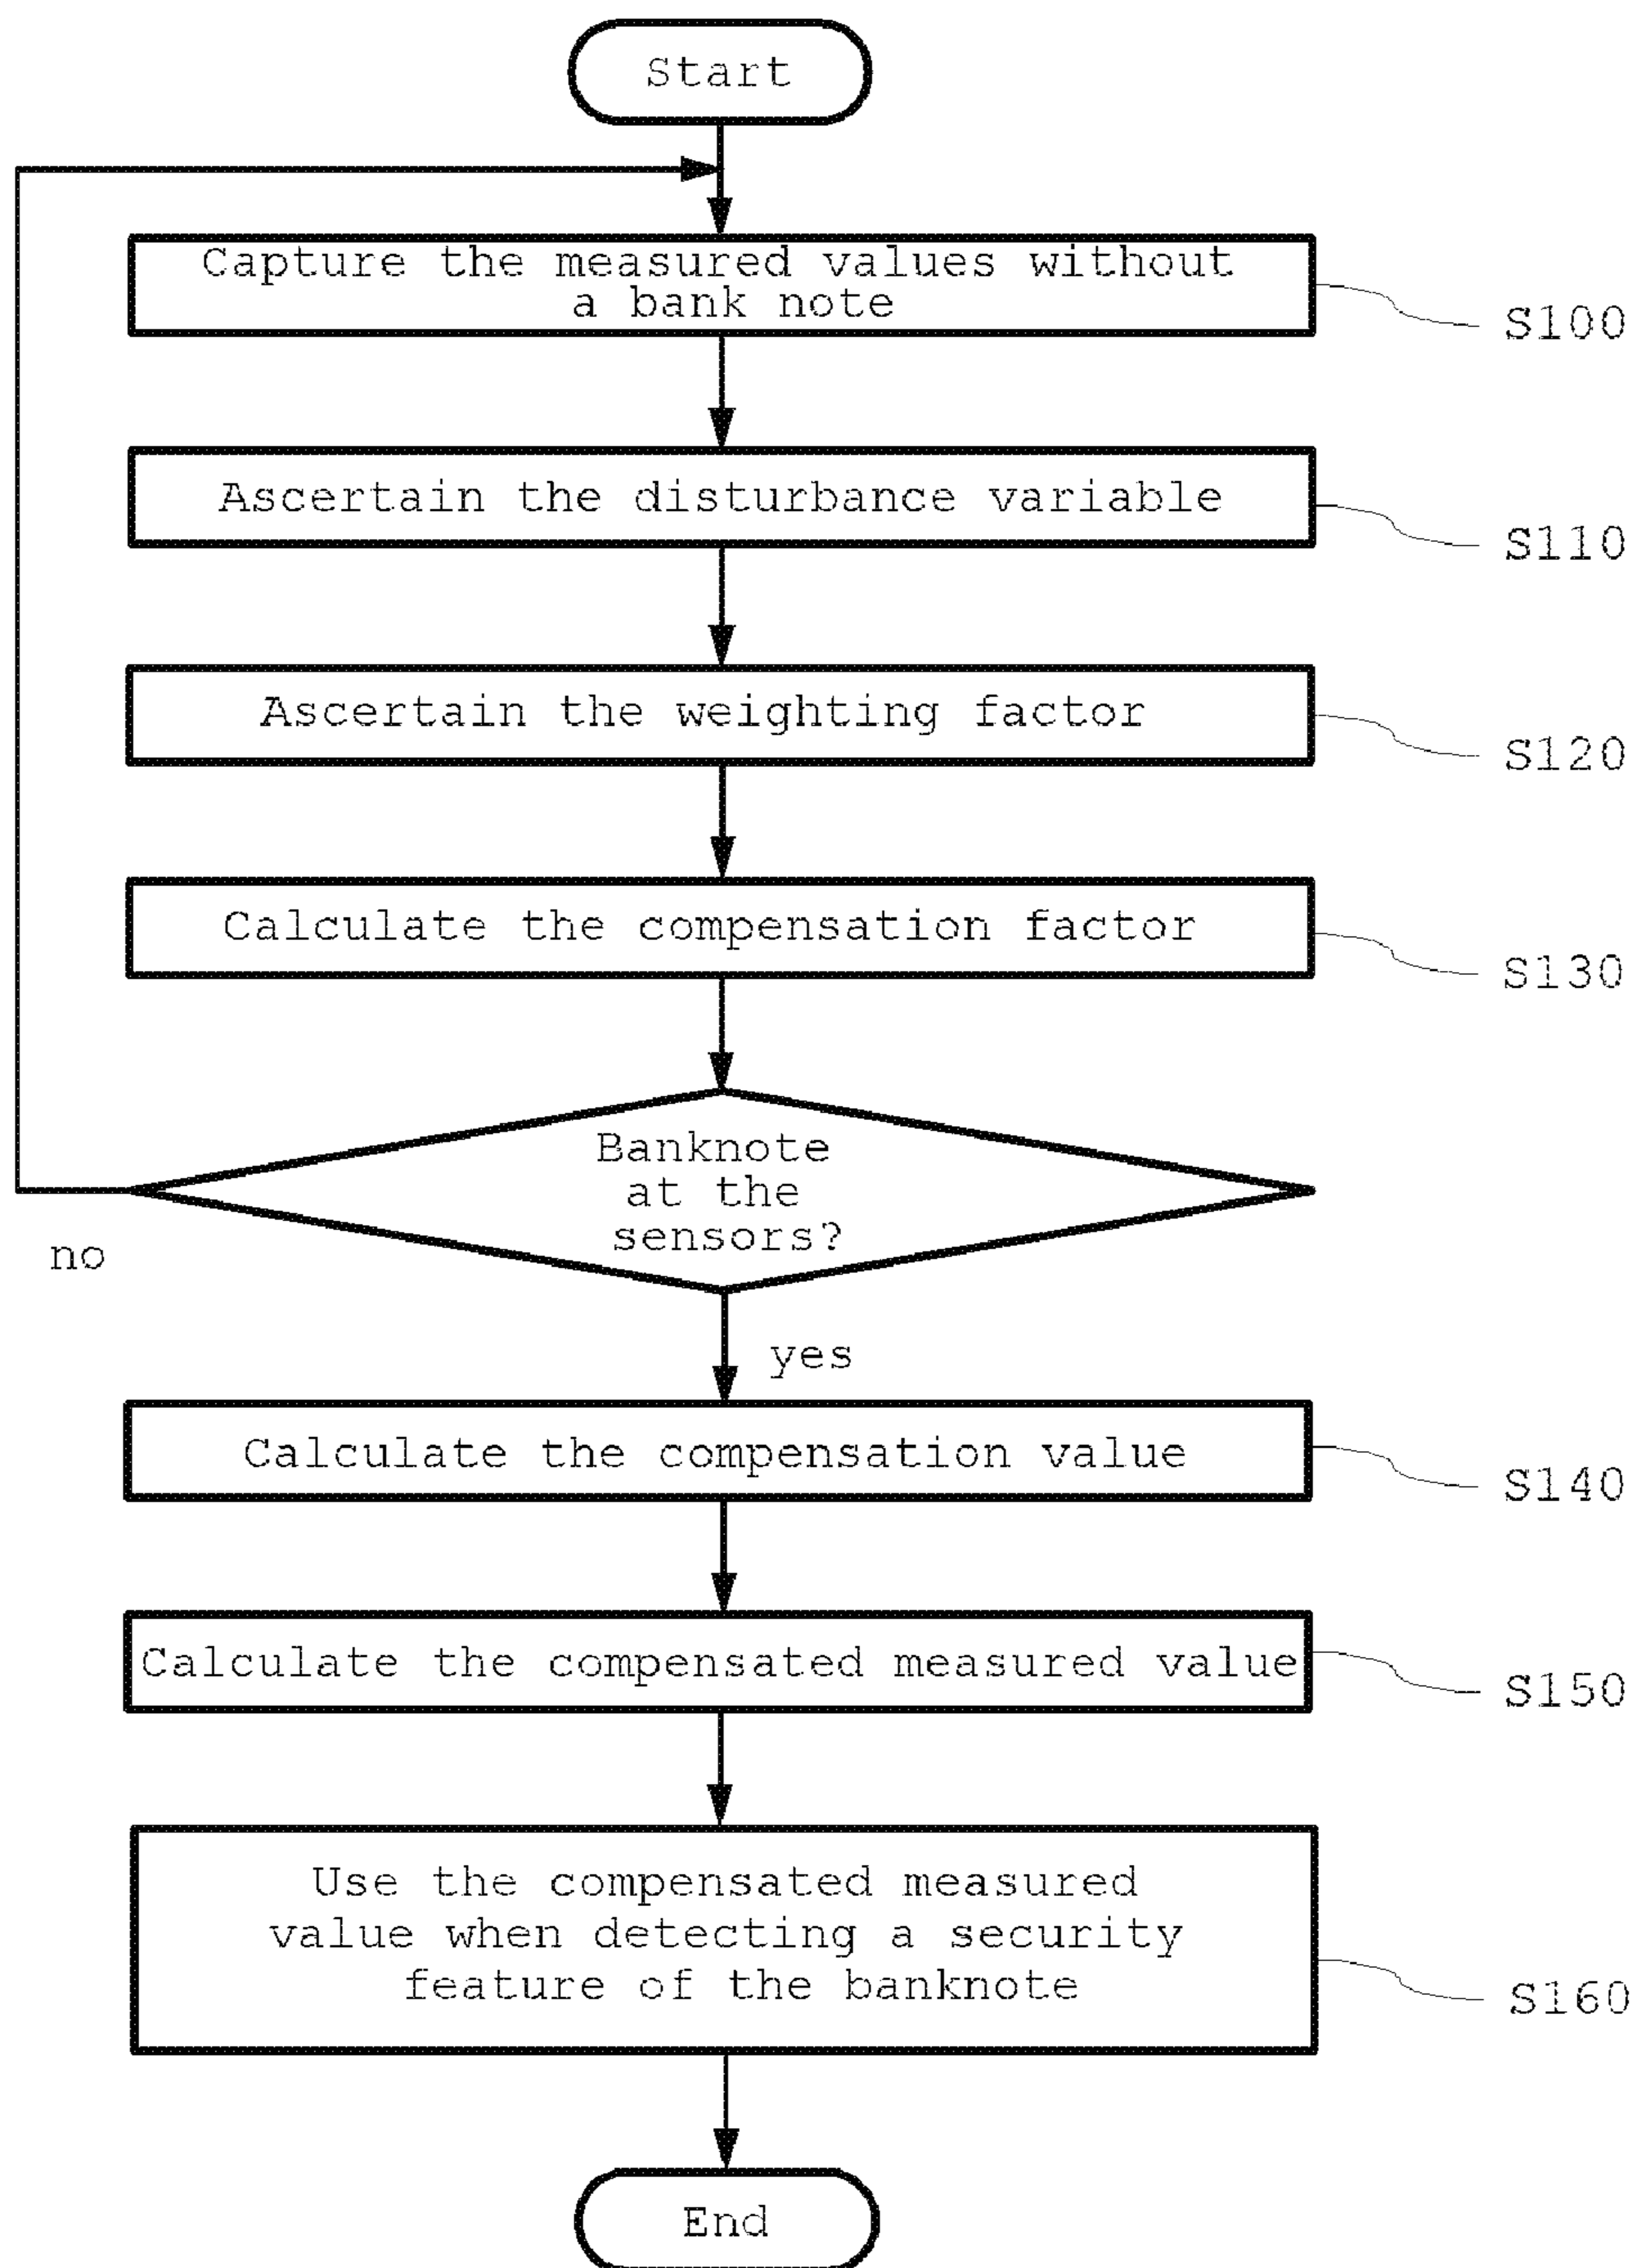 Start
Capture the measured values without
a bank note
S100
Ascertain the disturbance variable
S110
Ascertain the weighting factor
S120
Calculate the compensation factor
S130
Banknote
at the
sensors?
no
yes
Calculate the compensation value
S140
Calculate the compensated measured value
S150
Use the compensated measured
value when detecting a security
feature of the banknote
S160
End